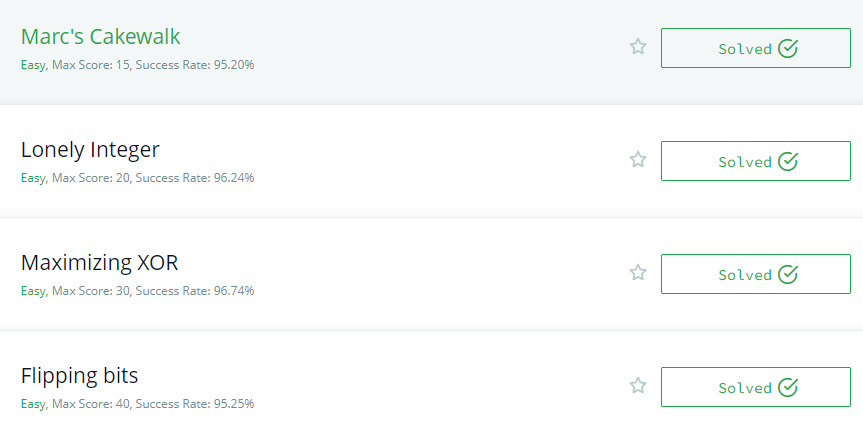 Marc's Cakewalk
Easy, Max Score: 15, Success Rate: 95.20%
Solved
Lonely Integer
Easy, Max Score: 20, Success Rate: 96.24%
Solved
Maximizing XOR
Easy, Max Score: 30, Success Rate: 96.74%
Solved
Flipping bits
Easy, Max Score: 40, Success Rate: 95.25%
Solved